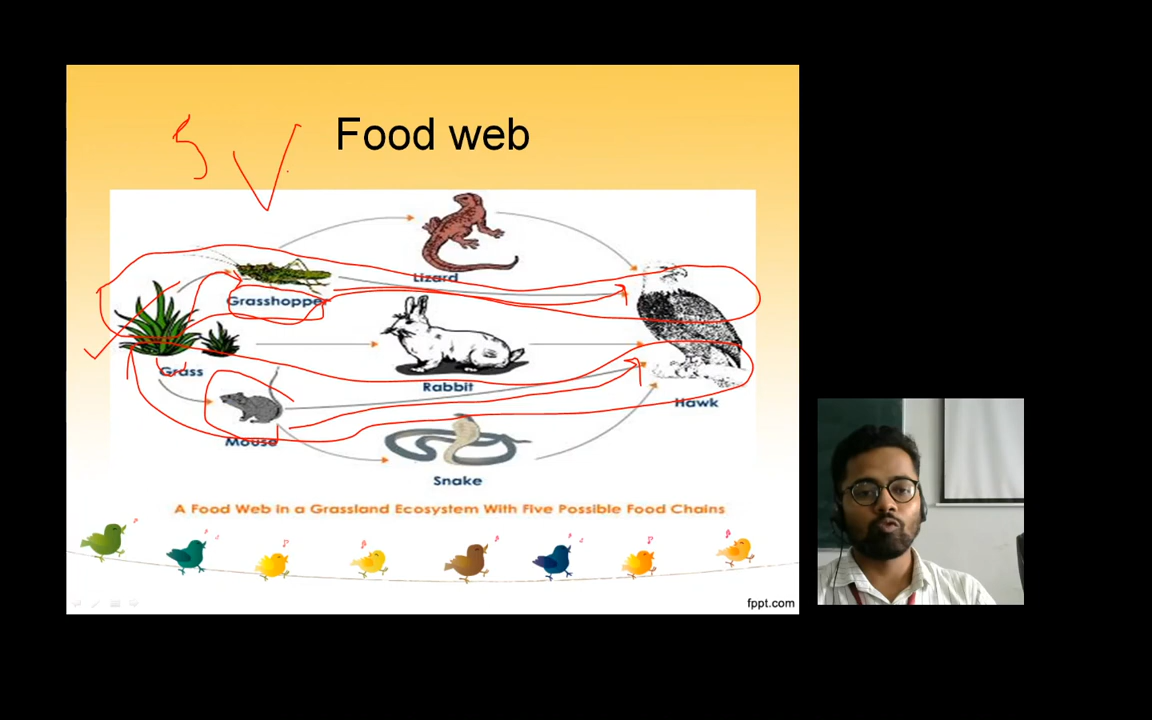 5
Food web
Lizard
Grasshopper
Grass
Rabbit
Hawk
Mouse
Snake
A Food Web in a Grassland Ecosystem With Five Possible Food Chains
fppt.com